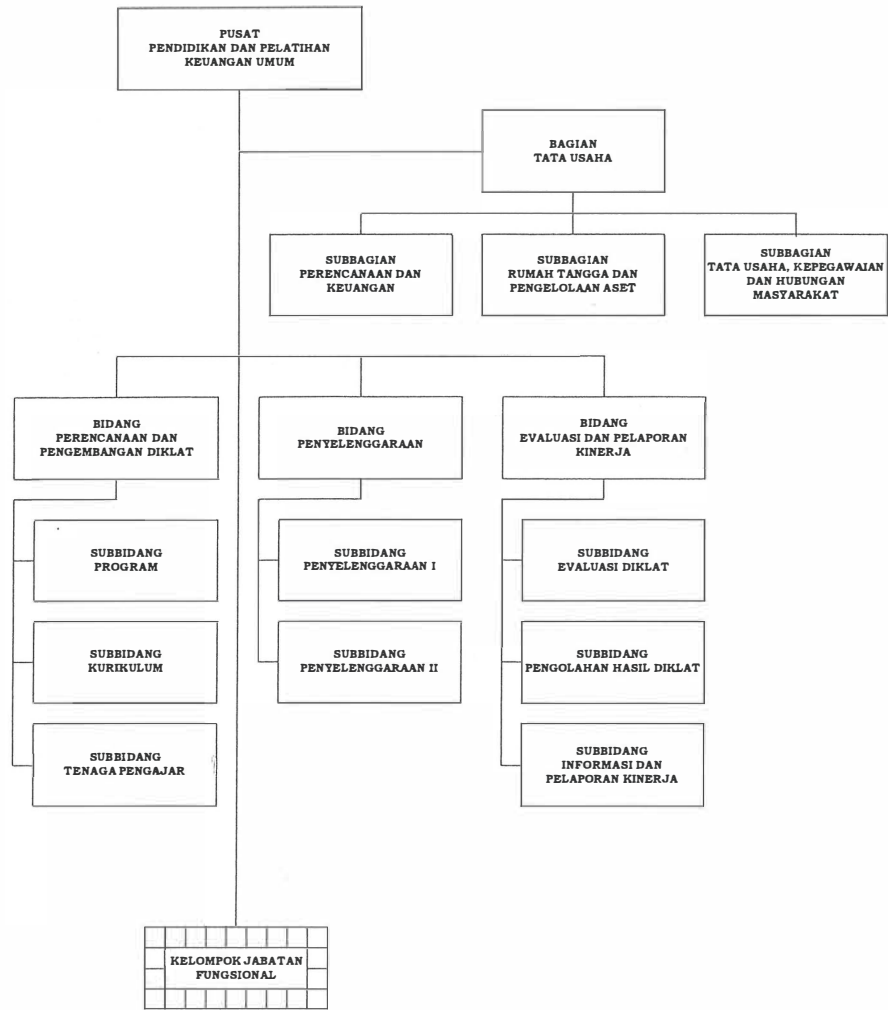 PUSAT
PENDIDIKAN DAN PELATIHAN
KEUANGAN UMUM
BAGIAN
TATA USAHA
SUBBAGIAN
PERENCANAAN DAN
KEUANGAN
SUBBAGIAN
RUMAH TANGGA DAN
PENGELOLAAN ASET
SUBBAGIAN
TATA USAHA, KEPEGAWAIAN
DAN HUBUNGAN
MASYARAKAT
BIDANG
PERENCANAAN DAN
PENGEMBANGAN DIKLAT
BIDANG
PENYELENGGARAAN
BIDANG
EVALUASI DAN PELAPORAN
KINERJA
SUBBIDANG
PROGRAM
SUBBIDANG
PENYELENGGARAAN I
SUBBIDANG
EVALUASI DIKLAT
SUBBIDANG
KURIKULUM
SUBBIDANG
PENYELENGGARAAN II
SUBBIDANG
PENGOLAHAN HASIL DIKLAT
SUBBIDANG
TENAGA PENGAJAR
SUBBIDANG
INFORMASI DAN
PELAPORAN KINERJA
KELOMPOK JABATAN
FUNGSIONAL